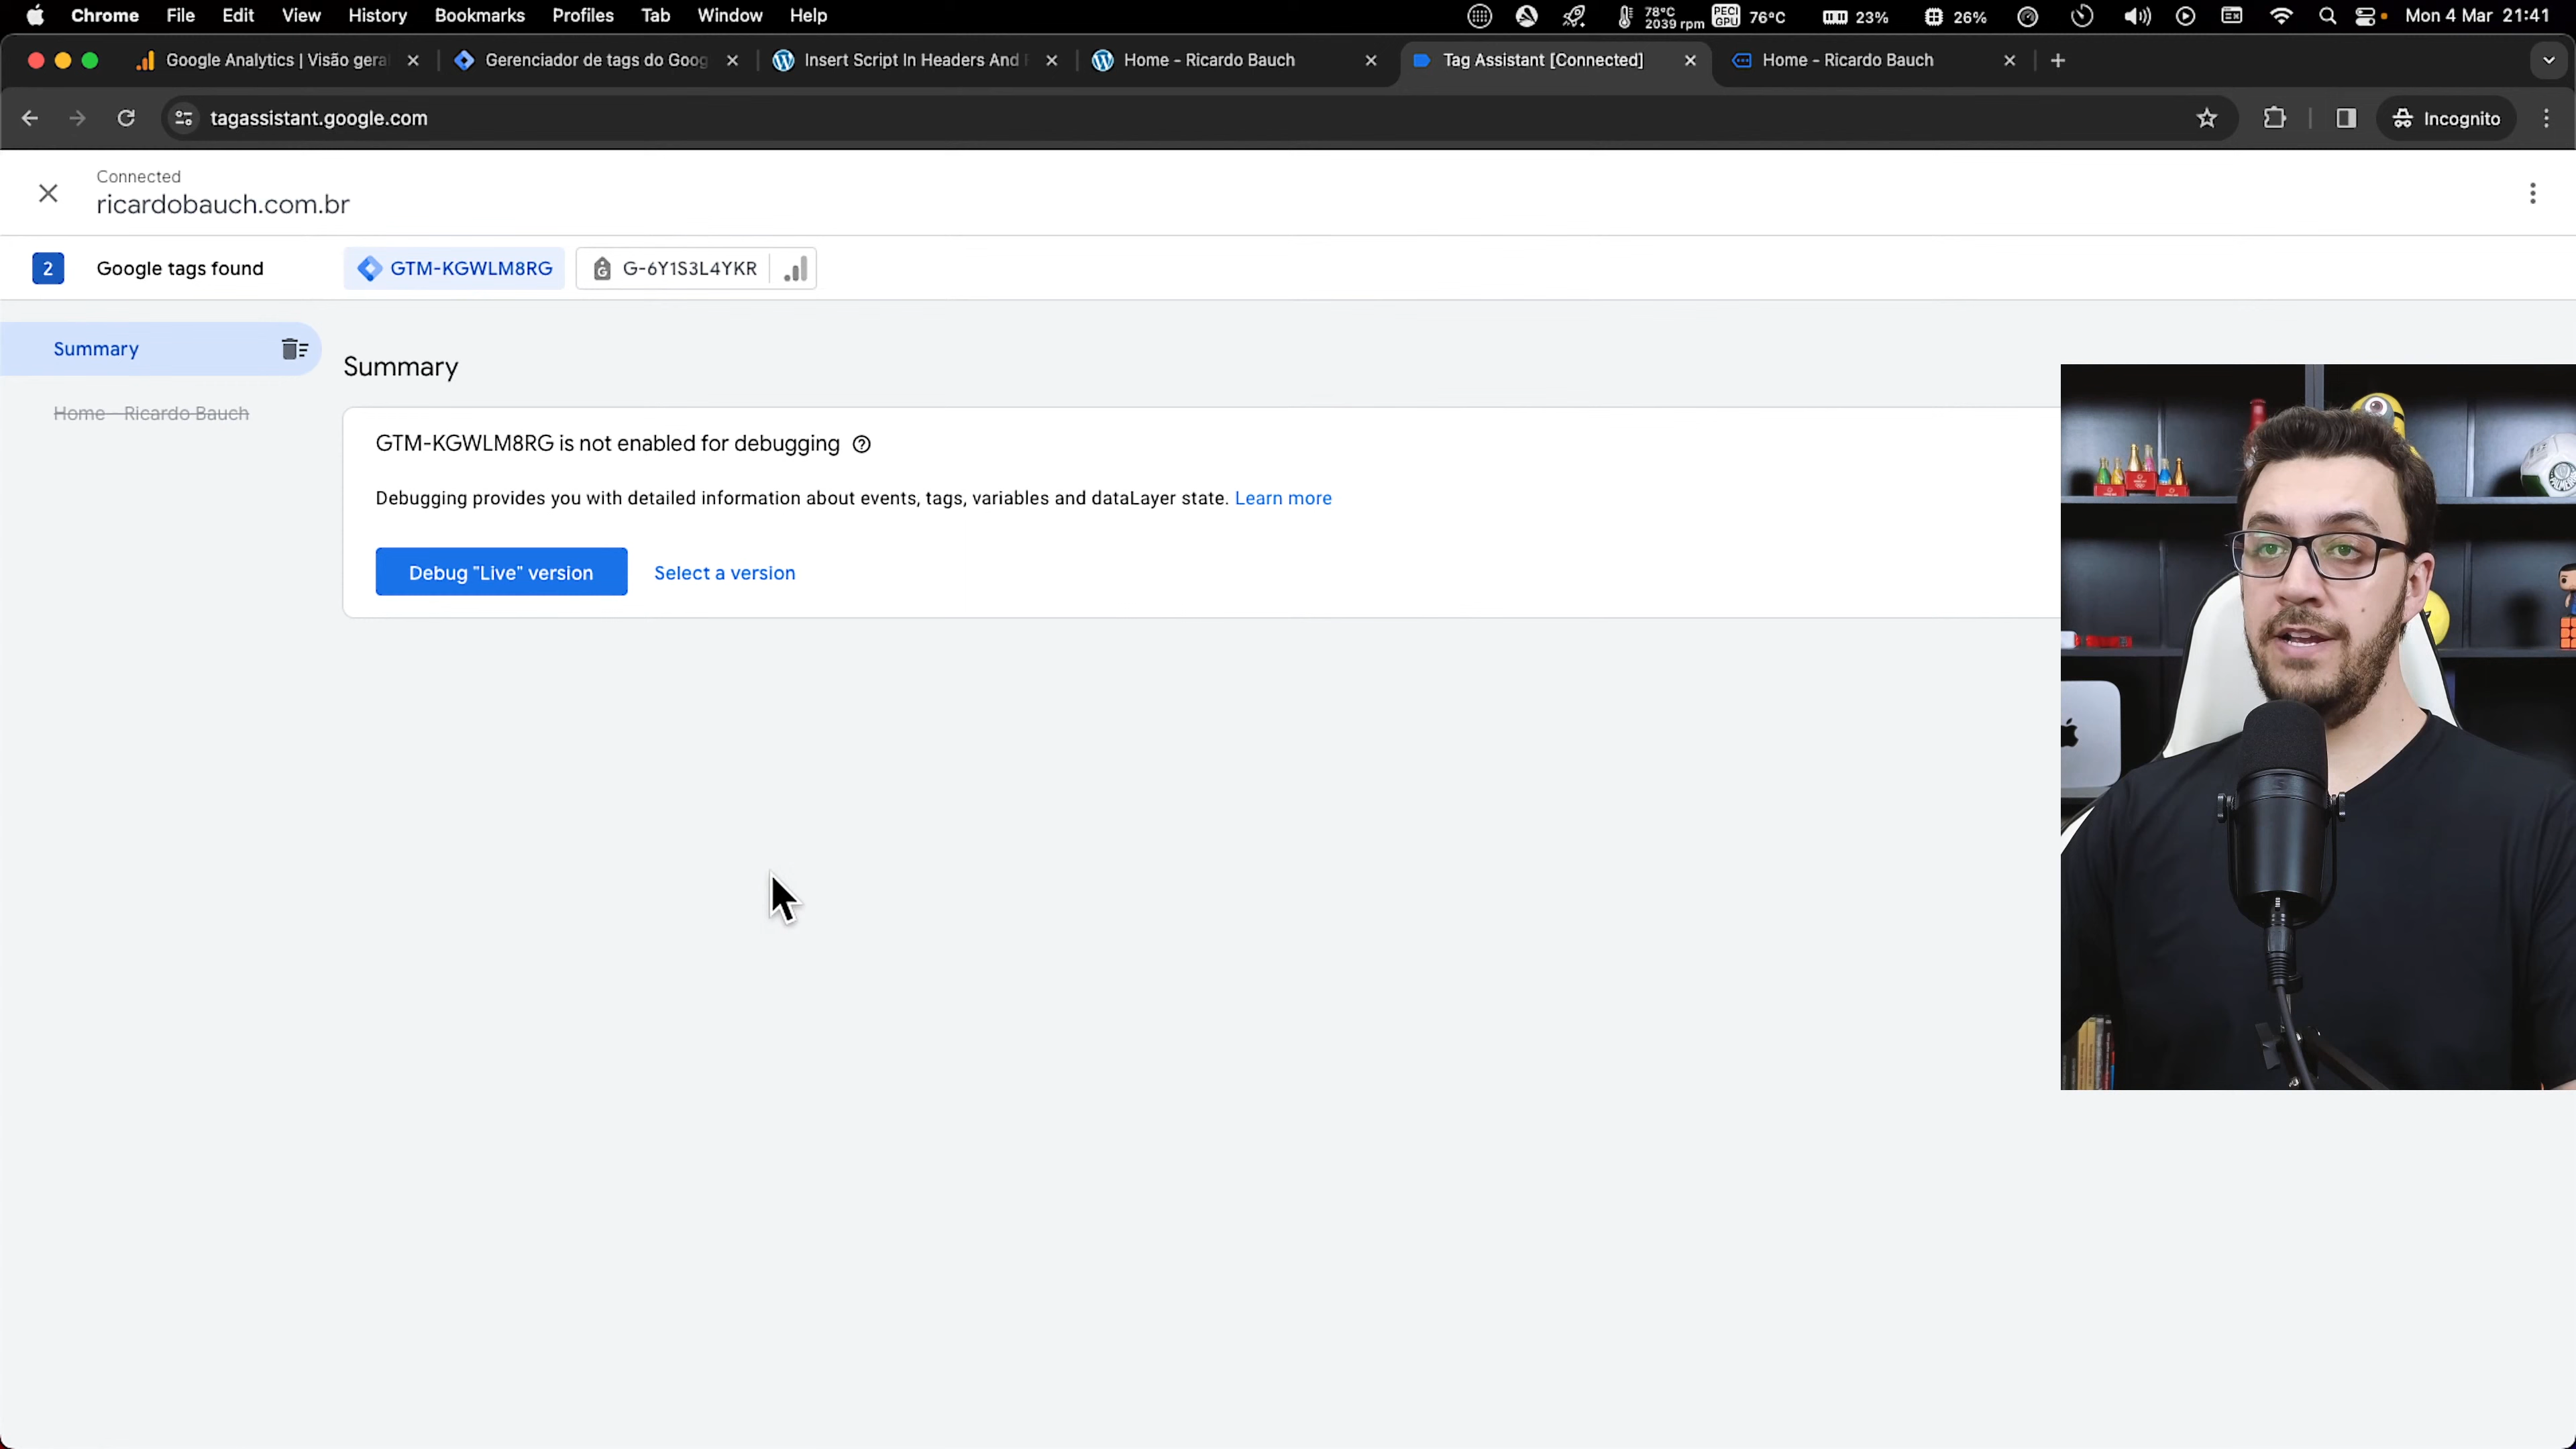 Chrome File Edit View History Bookmarks Profiles Tab Window Help 78°C 2039 rpm PECI GPU 76°C 23% 26% Mon 4 Mar 21:41
Google Analytics | Visão geral Gerenciador de tags do Goog Insert Script In Headers And F Home - Ricardo Bauch Tag Assistant [Connected] Home - Ricardo Bauch
tagassistant.google.com Incognito
Connected
ricardobauch.com.br
2 Google tags found GTM-KGWLM8RG G-6Y1S3L4YKR
Summary
Home - Ricardo Bauch
Summary
GTM-KGWLM8RG is not enabled for debugging
Debugging provides you with detailed information about events, tags, variables and dataLayer state. Learn more
Debug "Live" version Select a version